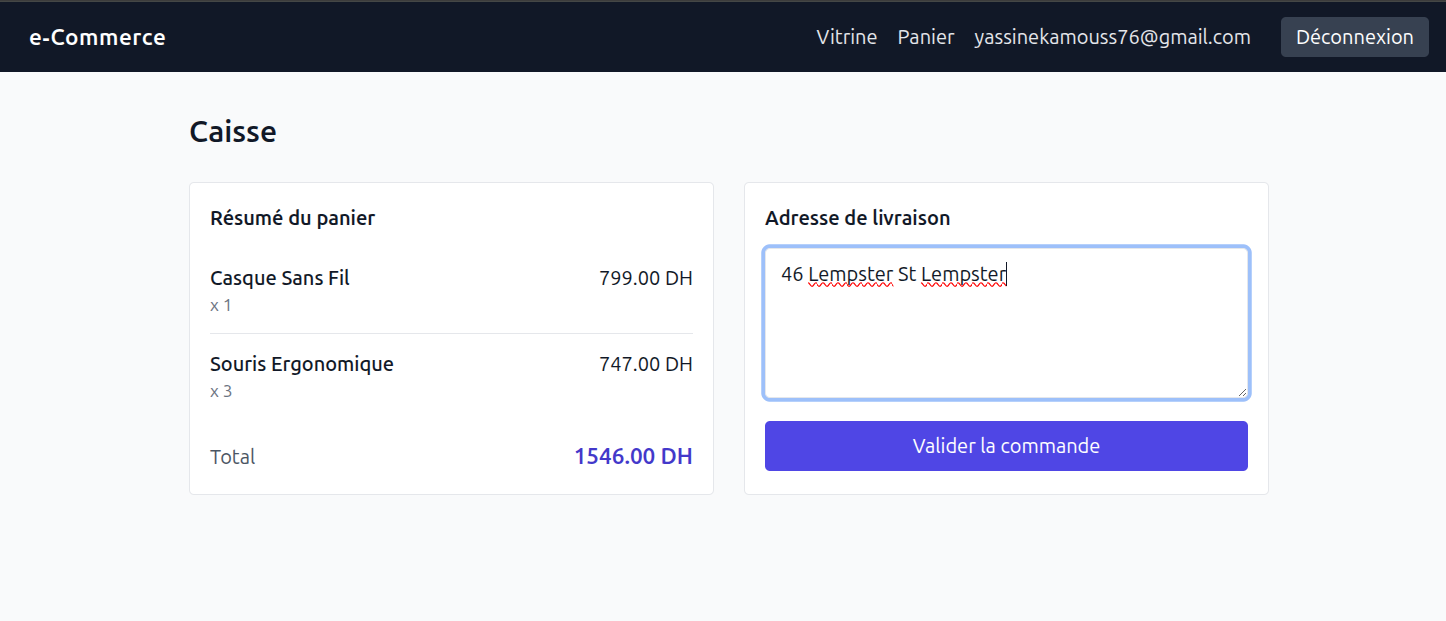 e-Commerce
Vitrine Panier yassinekamouss76@gmail.com Déconnexion
Caisse
Résumé du panier
Casque Sans Fil 799.00 DH
x 1
Souris Ergonomique 747.00 DH
x 3
Total 1546.00 DH
Adresse de livraison
46 Lempster St Lempster
Valider la commande